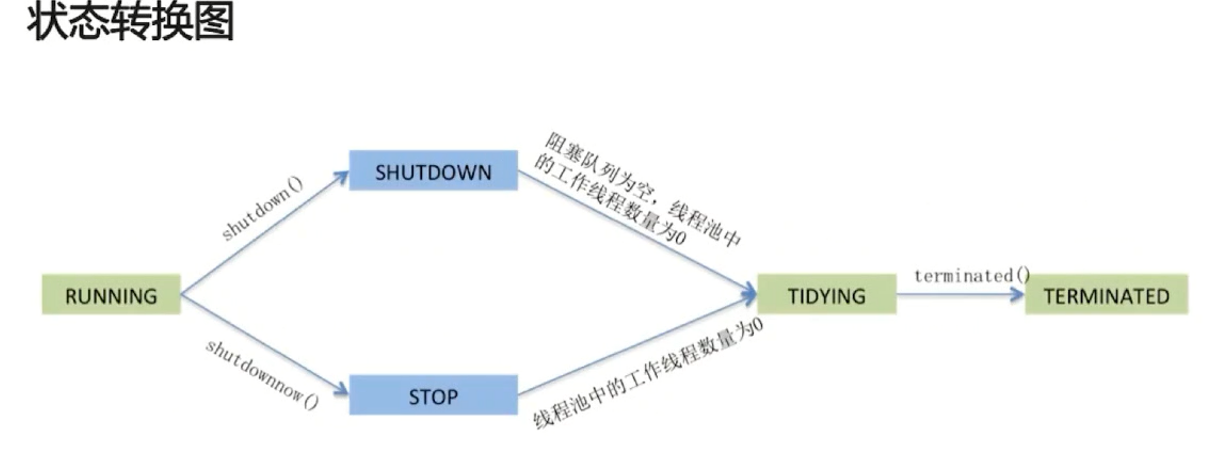 状态转换图
阻塞队列为空，线程池中
的工作线程数量为0
SHUTDOWN
shutdown()
RUNNING
TIDYING
terminated()
TERMINATED
shutdownnow()
STOP
线程池中的工作线程数量为0